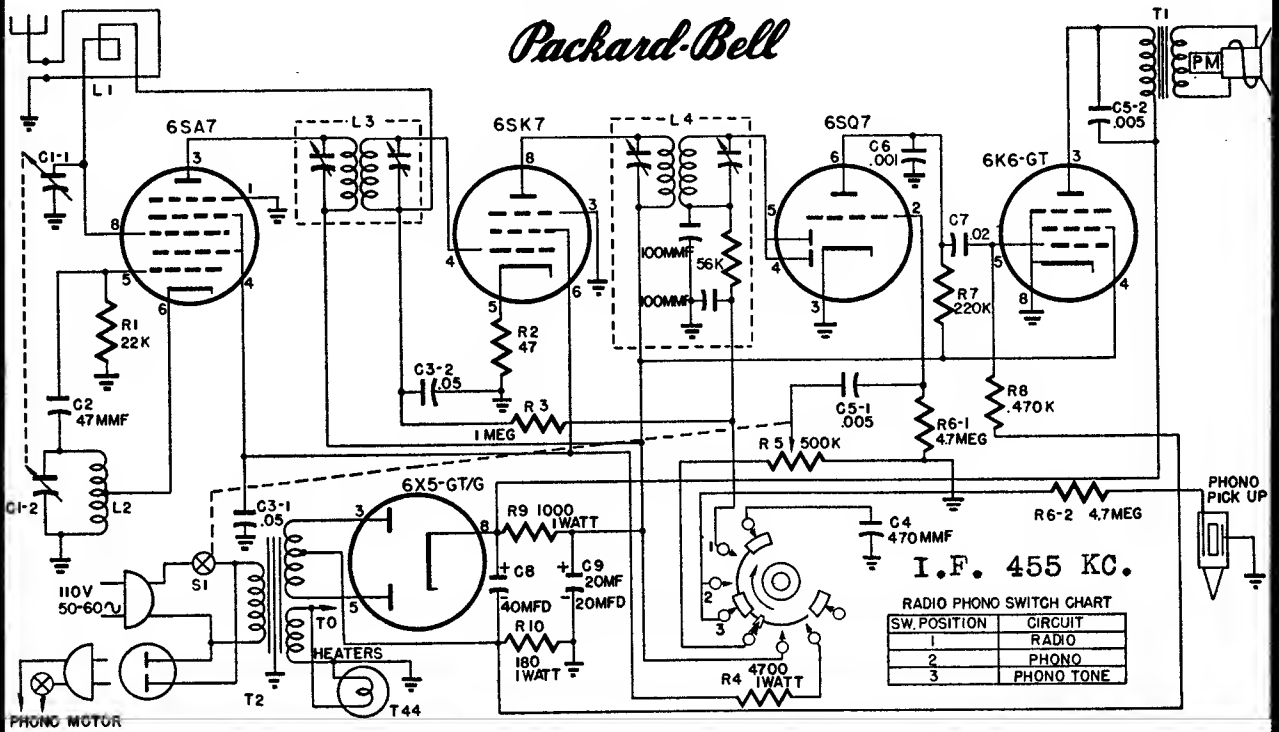 Packard-Bell
T1
PM
L1
C5-2
.005
6SA7
L3
6SK7
L4
6SQ7
C6
.001
6K6-GT
C1-1
3
1
8
5
4
6
8
3
4
5
6
100MMF
56K
100MMF
6
2
5
4
3
C7
.02
3
5
8
4
R1
22K
R2
47
R7
220K
C2
47MMF
C3-2
.05
R3
1 MEG
C5-1
.005
R8
.470K
R6-1
4.7MEG
R5 500K
C1-2
L2
C3-1
.05
6X5-GT/G
3
8
5
R9 1000
1WATT
PHONO
PICK UP
R6-2 4.7MEG
C4
470MMF
S1
110V
50-60∿
+
C8
40MFD
-
+
C9
20MF
-
20MFD
1
2
3
I.F. 455 KC.
TO
HEATERS
R10
180
1WATT
R4
4700
1WATT
T2
T44
PHONO MOTOR
RADIO PHONO SWITCH CHART
SW. POSITION CIRCUIT
1 RADIO
2 PHONO
3 PHONO TONE